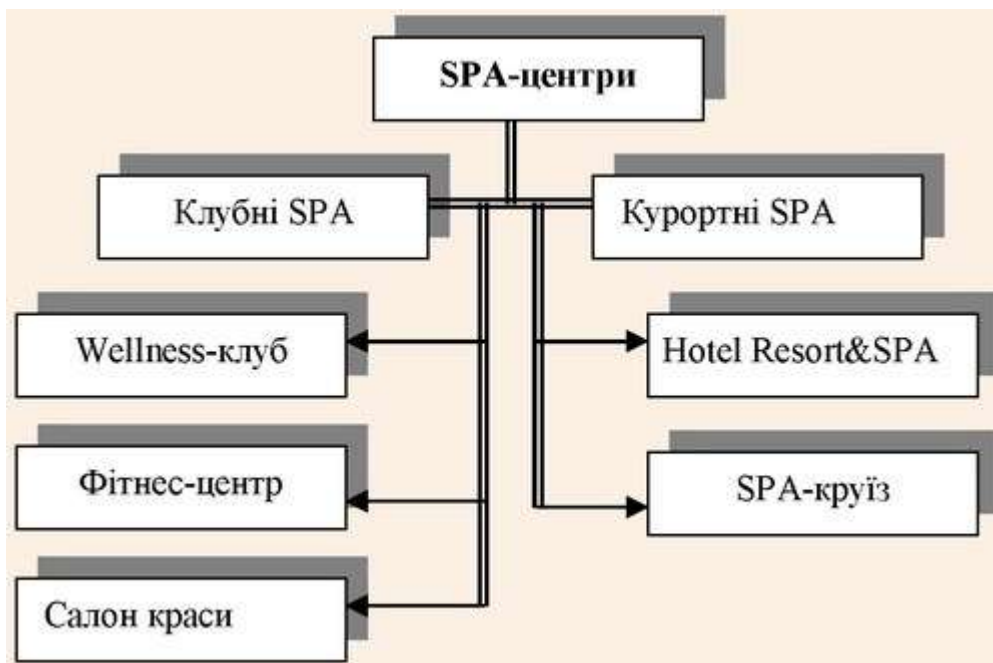 SPA-центри
Клубні SPA
Курортні SPA
Wellness-клуб
Hotel Resort&SPA
Фітнес-центр
SPA-круїз
Салон краси